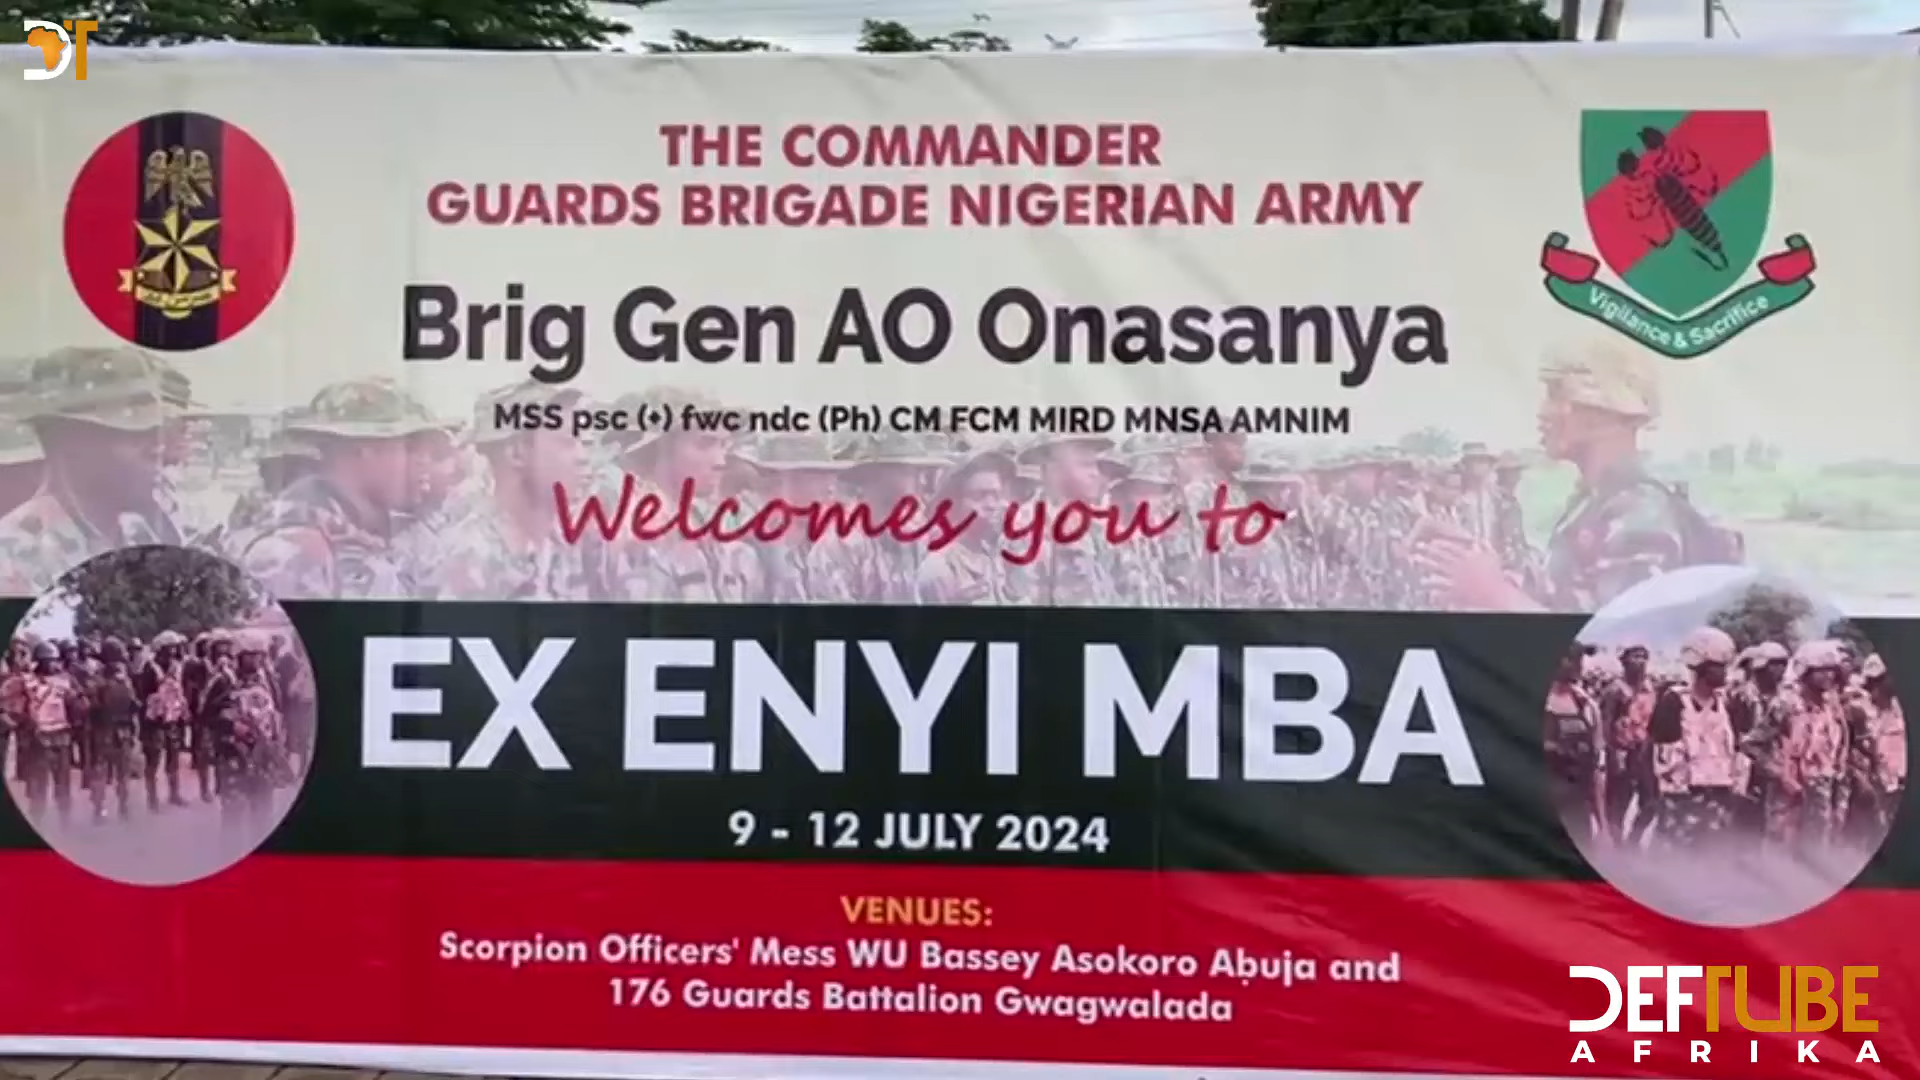 DT
THE COMMANDER
GUARDS BRIGADE NIGERIAN ARMY
Brig Gen AO Onasanya
MSS psc (+) fwc ndc (Ph) CM FCM MIRD MNSA AMNIM
Vigilance & Sacrifice
Welcomes you to
EX ENYI MBA
9 - 12 JULY 2024
VENUES:
Scorpion Officers' Mess WU Bassey Asokoro Abuja and
176 Guards Battalion Gwagwalada
DEFTUBE
AFRIKA